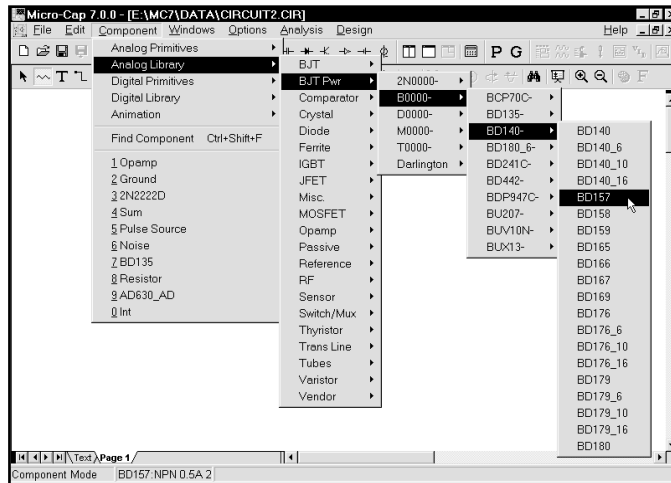 Micro-Cap 7.0.0 - [E:\MC7\DATA\CIRCUIT2.CIR]
File Edit Component Windows Options Analysis Design Help
Analog Primitives
Analog Library
Digital Primitives
Digital Library
Animation
Find Component Ctrl+Shift+F
1 Opamp
2 Ground
3 2N2222D
4 Sum
5 Pulse Source
6 Noise
7 BD135
8 Resistor
9 AD630_AD
0 Int
BJT
BJT Pwr
Comparator
Crystal
Diode
Ferrite
IGBT
JFET
Misc.
MOSFET
Opamp
Passive
Reference
RF
Sensor
Switch/Mux
Thyristor
Trans Line
Tubes
Varistor
Vendor
2N0000-
B0000-
D0000-
M0000-
T0000-
Darlington
BCP70C-
BD135-
BD140-
BD180_6-
BD241C-
BD442-
BDP947C-
BU207-
BUV10N-
BUX13-
BD140
BD140_6
BD140_10
BD140_16
BD157
BD158
BD159
BD165
BD166
BD167
BD169
BD176
BD176_6
BD176_10
BD176_16
BD179
BD179_6
BD179_10
BD179_16
BD180
T
P G
F
Text Page 1
Component Mode BD157:NPN 0.5A 2